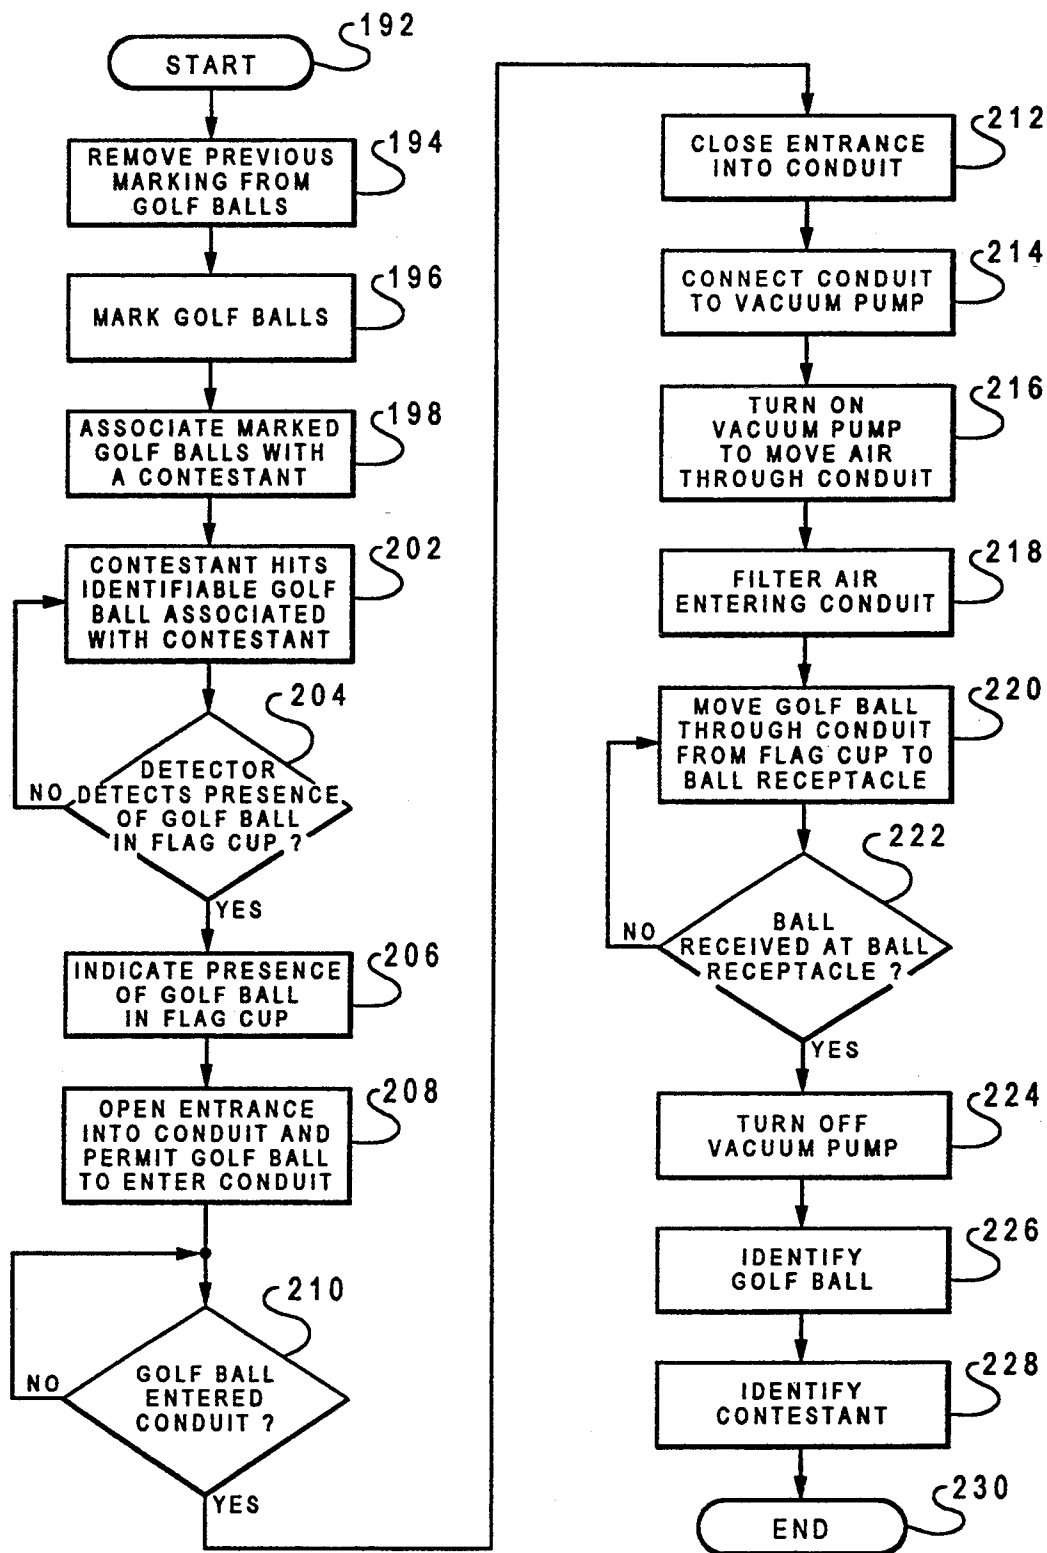 192
START
194
REMOVE PREVIOUS
MARKING FROM
GOLF BALLS
196
MARK GOLF BALLS
198
ASSOCIATE MARKED
GOLF BALLS WITH
A CONTESTANT
202
CONTESTANT HITS
IDENTIFIABLE GOLF
BALL ASSOCIATED
WITH CONTESTANT
204
DETECTOR
DETECTS PRESENCE
OF GOLF BALL
IN FLAG CUP ?
NO
YES
206
INDICATE PRESENCE
OF GOLF BALL
IN FLAG CUP
208
OPEN ENTRANCE
INTO CONDUIT AND
PERMIT GOLF BALL
TO ENTER CONDUIT
210
GOLF BALL
ENTERED
CONDUIT ?
NO
YES
212
CLOSE ENTRANCE
INTO CONDUIT
214
CONNECT CONDUIT
TO VACUUM PUMP
216
TURN ON
VACUUM PUMP
TO MOVE AIR
THROUGH CONDUIT
218
FILTER AIR
ENTERING CONDUIT
220
MOVE GOLF BALL
THROUGH CONDUIT
FROM FLAG CUP TO
BALL RECEPTACLE
222
BALL
RECEIVED AT BALL
RECEPTACLE ?
NO
YES
224
TURN OFF
VACUUM PUMP
226
IDENTIFY
GOLF BALL
228
IDENTIFY
CONTESTANT
230
END